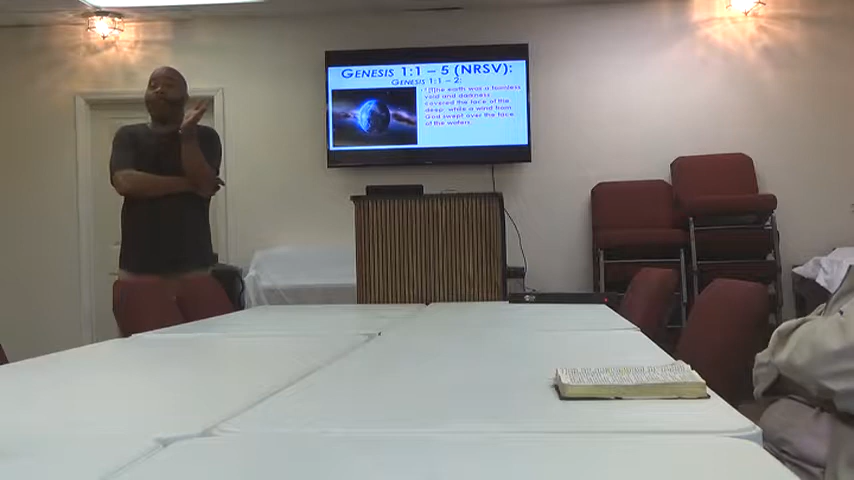 GENESIS 1:1 – 5 (NRSV):
GENESIS 1:1 – 2:
"[T]he earth was a formless
void and darkness
covered the face of the
deep, while a wind from
God swept over the face
of the waters.